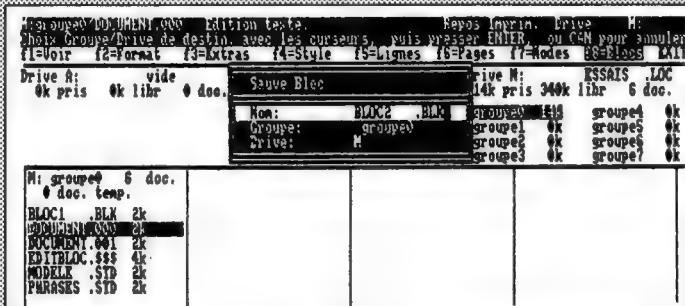 groupe0/DOCUMENT.000 Edition texte. Repos Imprim. Drive M:
Choix Groupe/Drive de destin. avec les curseurs, puis presser ENTER, ou CAN pour annuler
f1=Voir f2=Format f3=Extras f4=Style f5=Lignes f6=Pages f7=Modes f8=Blocs EXIT
Drive A: vide
0k pris 0k libr 0 doc.
Sauve Bloc
Nom: BLOC2 .BLK
Groupe: groupe0
Drive: M
Drive M: ESSAIS .LOC
14k pris 340k libr 6 doc.
groupe0 groupe4 0k
groupe1 0k groupe5 0k
groupe2 0k groupe6 0k
groupe3 0k groupe7 0k
M: groupe0 6 doc.
0 doc. temp.
BLOC1 .BLK 2k
DOCUMENT.000 2k
DOCUMENT.001 2k
EDITBLOC.$$$ 4k
MODELE .STD 2k
PHRASES .STD 2k